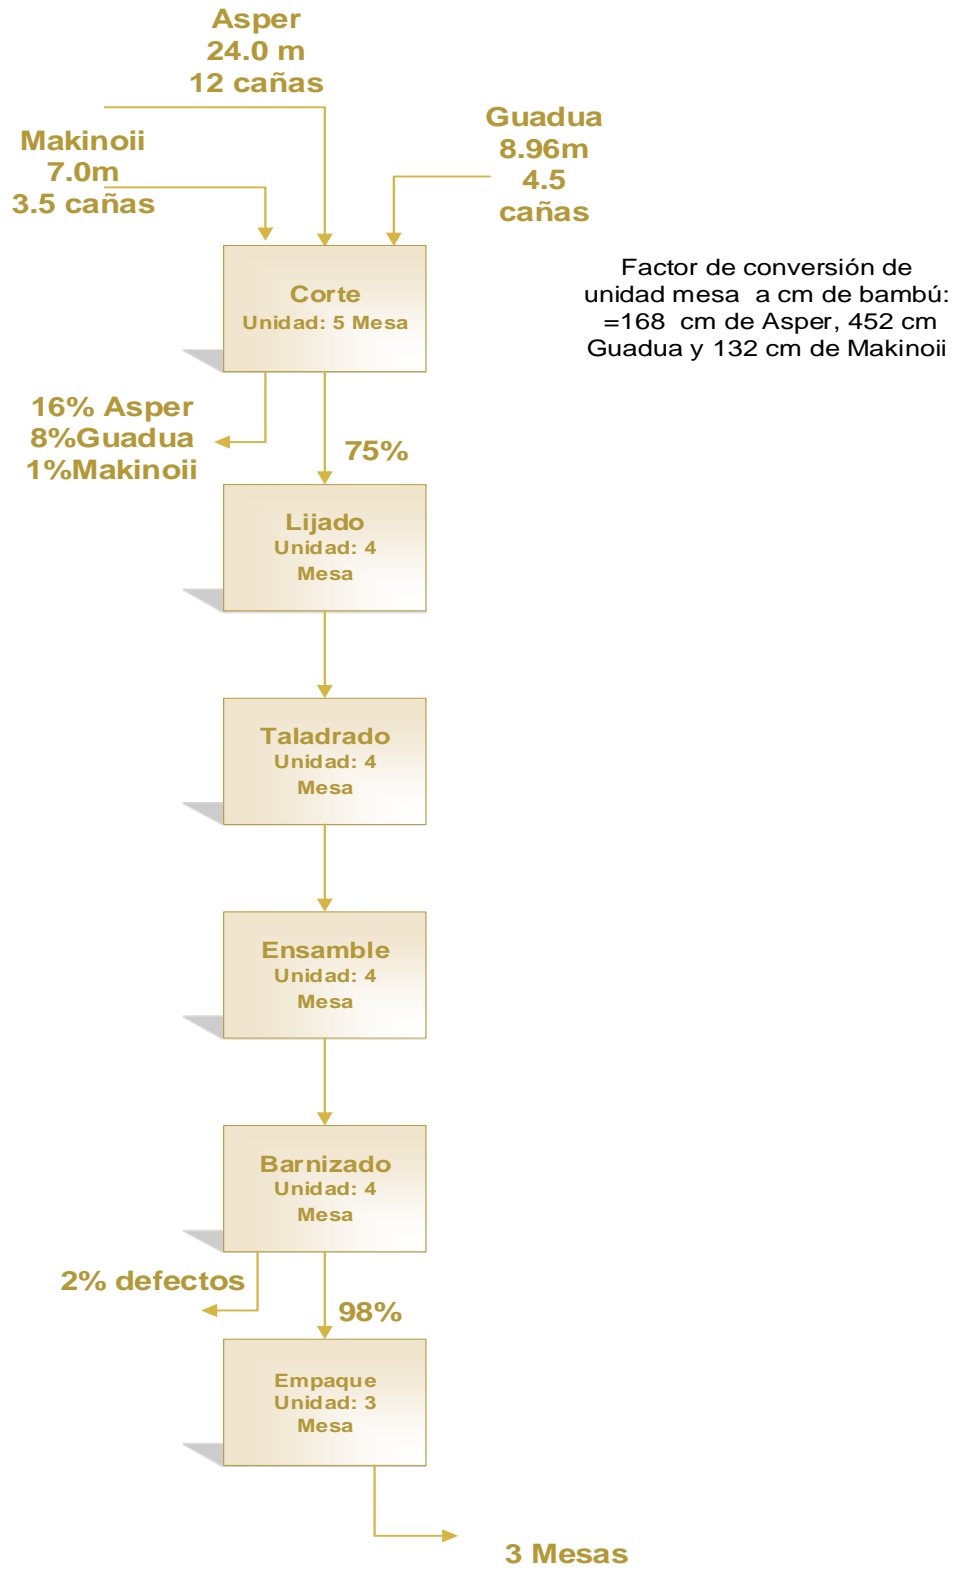 Asper
24.0 m
12 cañas
Makinoii
7.0m
3.5 cañas
Guadua
8.96m
4.5
cañas
Factor de conversión de
unidad mesa a cm de bambú:
=168 cm de Asper, 452 cm
Guadua y 132 cm de Makinoii
Corte
Unidad: 5 Mesa
16% Asper
8%Guadua
1%Makinoii
75%
Lijado
Unidad: 4
Mesa
Taladrado
Unidad: 4
Mesa
Ensamble
Unidad: 4
Mesa
Barnizado
Unidad: 4
Mesa
2% defectos
98%
Empaque
Unidad: 3
Mesa
3 Mesas